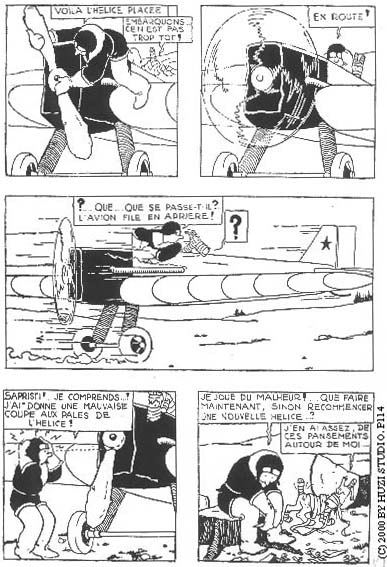 VOILA L'HELICE PLACEE
EMBARQUONS...
CE N'EST PAS
TROP TOT!
EN ROUTE!
?...QUE...QUE SE PASSE-T-IL?
L'AVION FILE EN ARRIERE!
?
SAPRISTI!..JE COMPRENDS..!
J'AI DONNE UNE MAUVAISE
COUPE AUX PALES DE
L'HELICE!
JE JOUE DU MALHEUR!...QUE FAIRE
MAINTENANT, SINON RECOMMENCER
UNE NOUVELLE HELICE..?
J'EN AI ASSEZ, DE
CES PANSEMENTS
AUTOUR DE MOI...
(C) 2000 BY HUZI STUDIO. P114